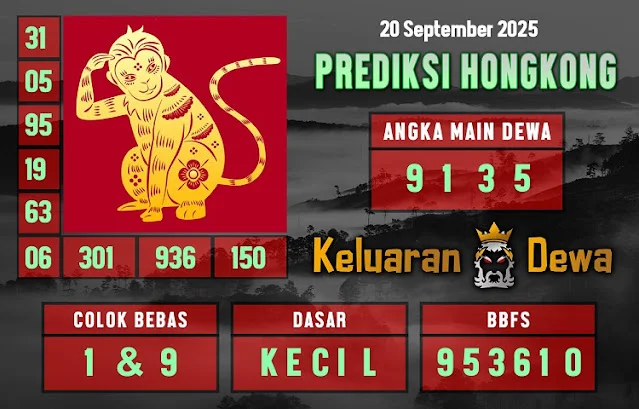 20 September 2025
PREDIKSI HONGKONG
31
05
95
19
63
06 301 936 150
ANGKA MAIN DEWA
9 1 3 5
Keluaran Dewa
COLOK BEBAS
1 & 9
DASAR
KECIL
BBFS
953610